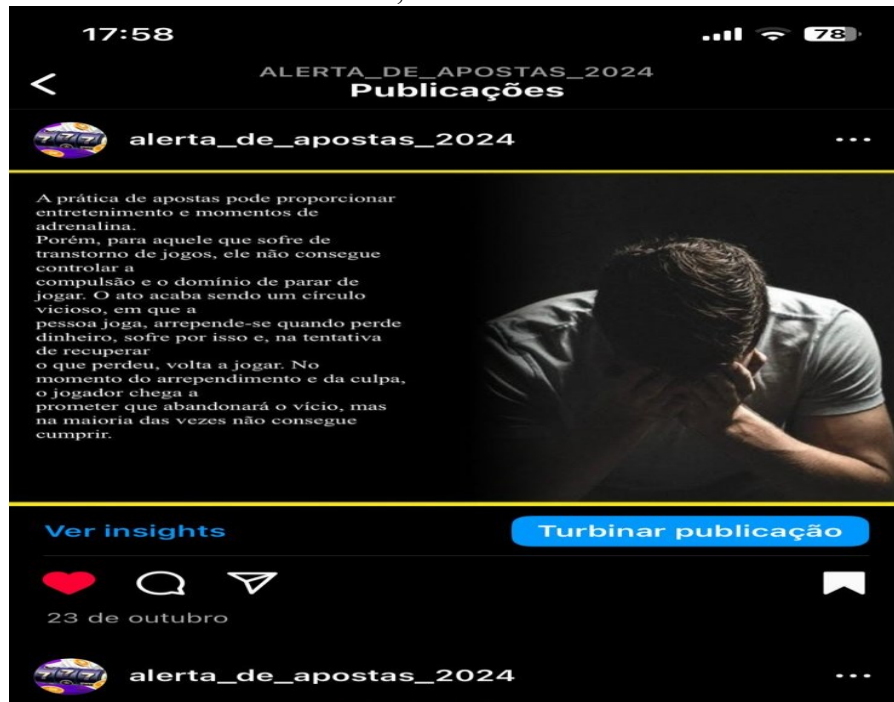 17:58
78
ALERTA_DE_APOSTAS_2024
Publicações
alerta_de_apostas_2024
A prática de apostas pode proporcionar
entretenimento e momentos de
adrenalina.
Porém, para aquele que sofre de
transtorno de jogos, ele não consegue
controlar a
compulsão e o domínio de parar de
jogar. O ato acaba sendo um círculo
vicioso, em que a
pessoa joga, arrepende-se quando perde
dinheiro, sofre por isso e, na tentativa
de recuperar
o que perdeu, volta a jogar. No
momento do arrependimento e da culpa,
o jogador chega a
prometer que abandonará o vício, mas
na maioria das vezes não consegue
cumprir.
Ver insights
Turbinar publicação
23 de outubro
alerta_de_apostas_2024